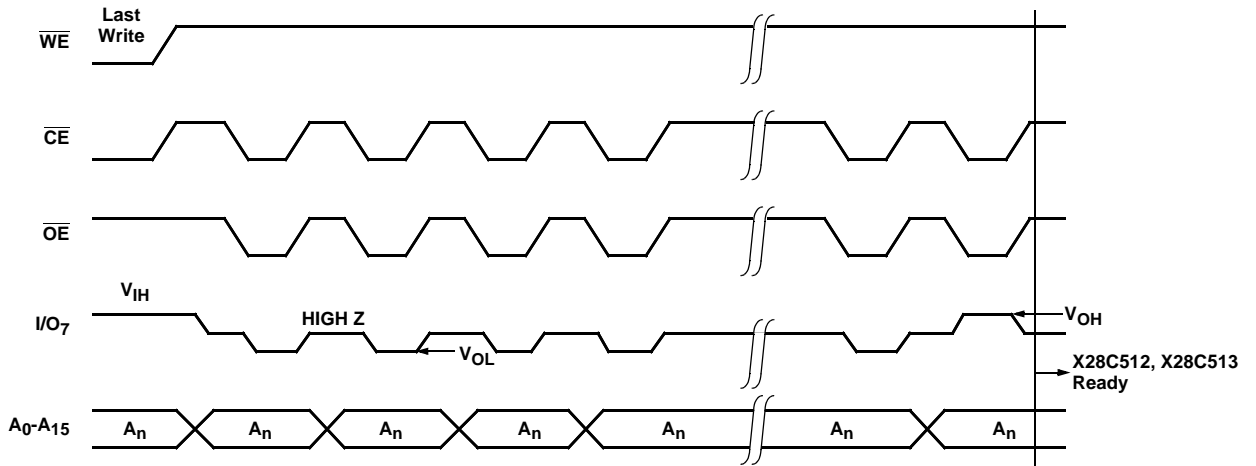 Last
Write
WE
CE
OE
VIH
I/O7
HIGH Z
VOL
VOH
X28C512, X28C513
Ready
A0-A15
An An An An An An An